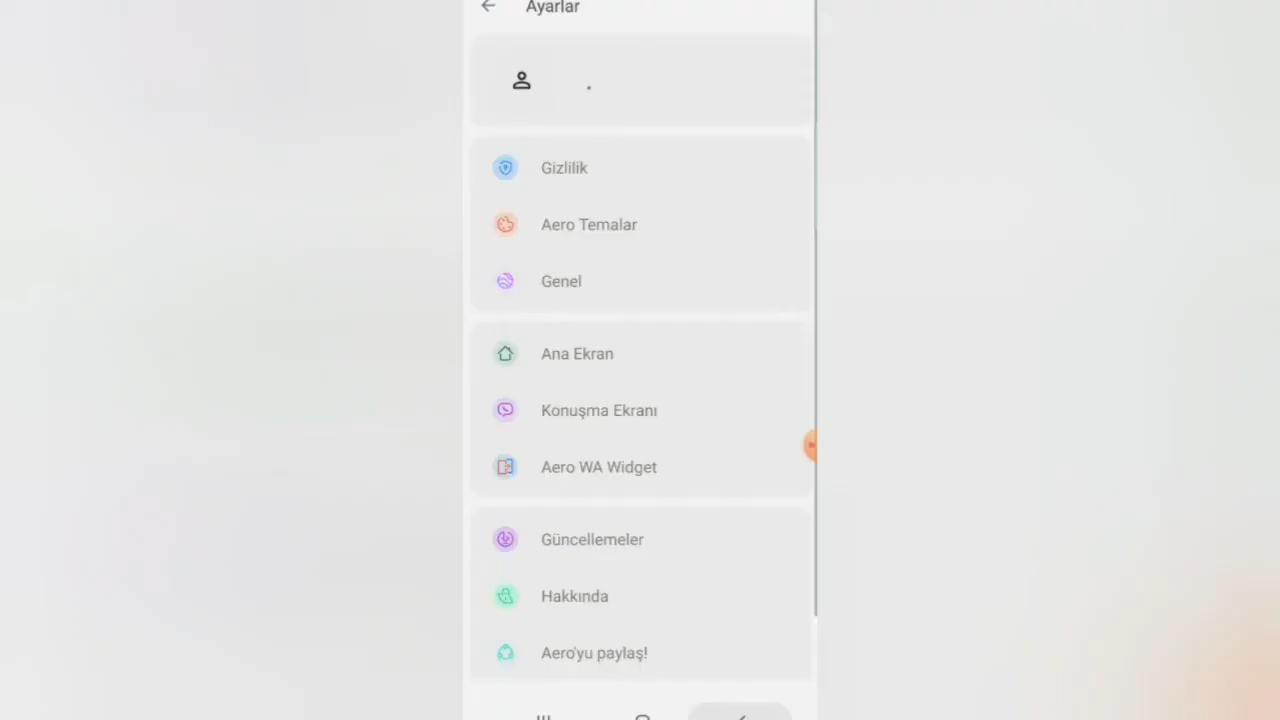 Ayarlar
.
Gizlilik
Aero Temalar
Genel
Ana Ekran
Konuşma Ekranı
Aero WA Widget
Güncellemeler
Hakkında
Aero'yu paylaş!